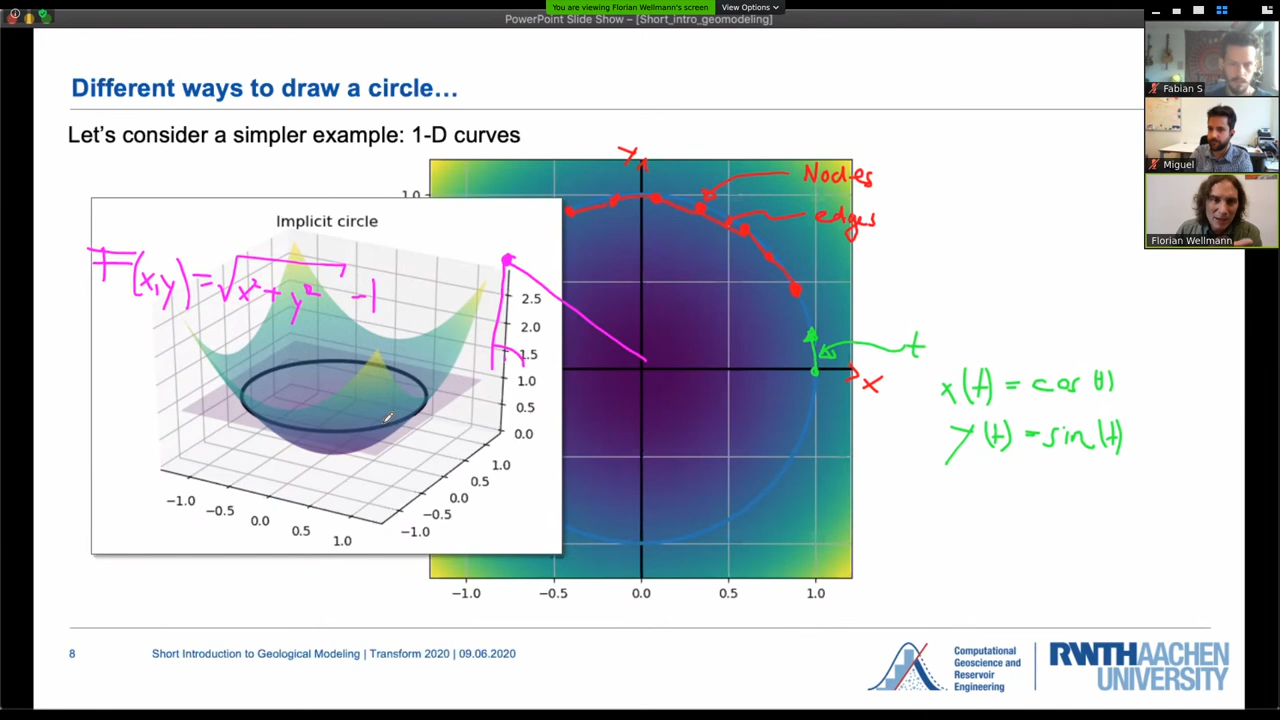 You are viewing Florian Wellmann's screen
View Options
PowerPoint Slide Show – [Short_intro_geomodeling]
Different ways to draw a circle…
Let's consider a simpler example: 1-D curves
Fabian S
Miguel
Florian Wellmann
y
Nodes
edges
1.0
Implicit circle
F(x,y) = √x²+y² -1
2.5
2.0
1.5
1.0
0.5
0.0
1.0
0.5
0.0
−0.5
−1.0
−1.0
−0.5
0.0
0.5
1.0
t
x
x(t) = cos(t)
y(t) = sin(t)
−1.0 −0.5 0.0 0.5 1.0
8 Short Introduction to Geological Modeling | Transform 2020 | 09.06.2020
Computational
Geoscience and
Reservoir
Engineering
RWTHAACHEN
UNIVERSITY